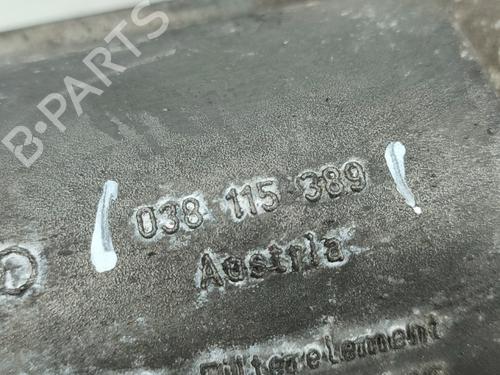 B-PARTS
038 115 389
Austria
Filterelement